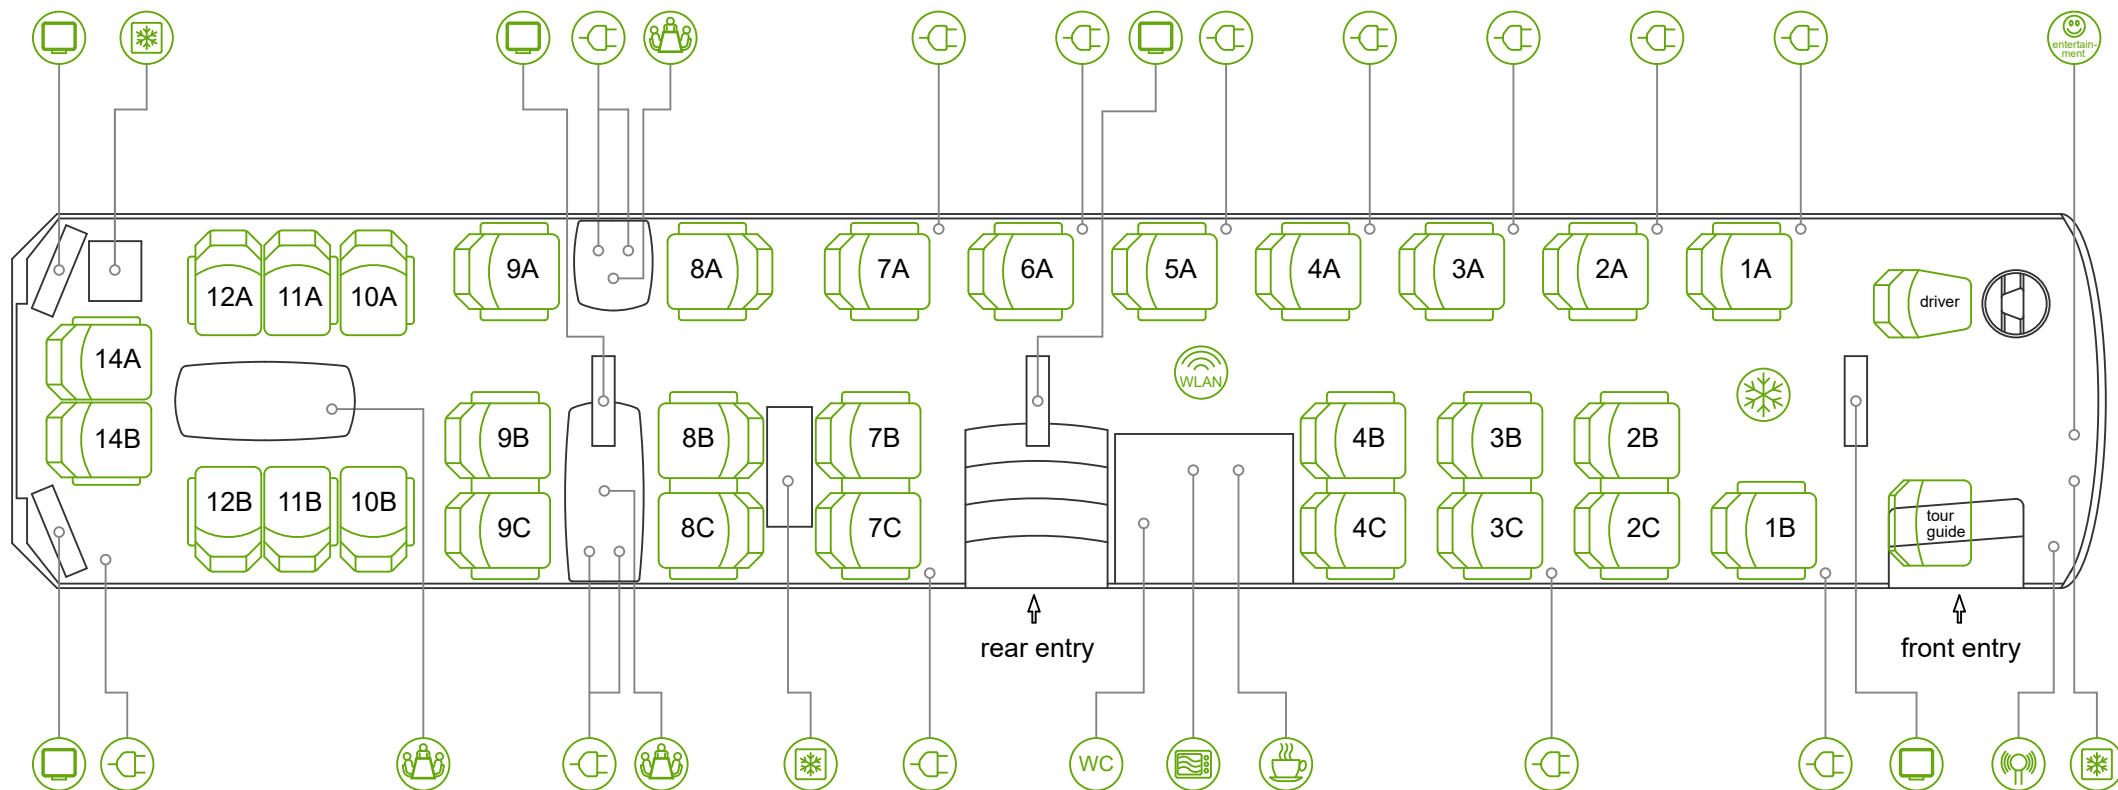 entertain-
ment
9A
8A
7A
6A
5A
4A
3A
2A
1A
12A
11A
10A
driver
14A
WLAN
14B
9B
8B
7B
4B
3B
2B
12B
11B
10B
9C
8C
7C
4C
3C
2C
1B
tour
guide
rear entry
front entry
WC